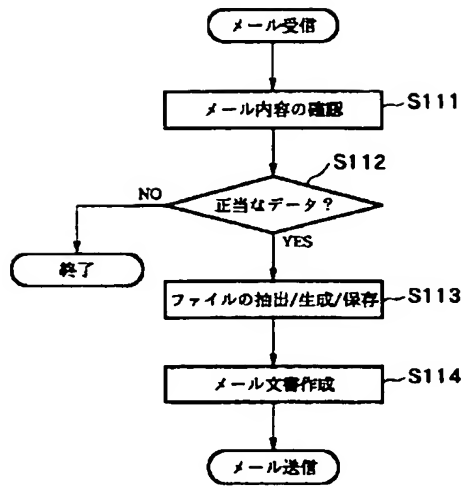 メール受信
メール内容の確認
S111
S112
正当なデータ?
NO
YES
終了
ファイルの抽出/生成/保存
S113
メール文書作成
S114
メール送信